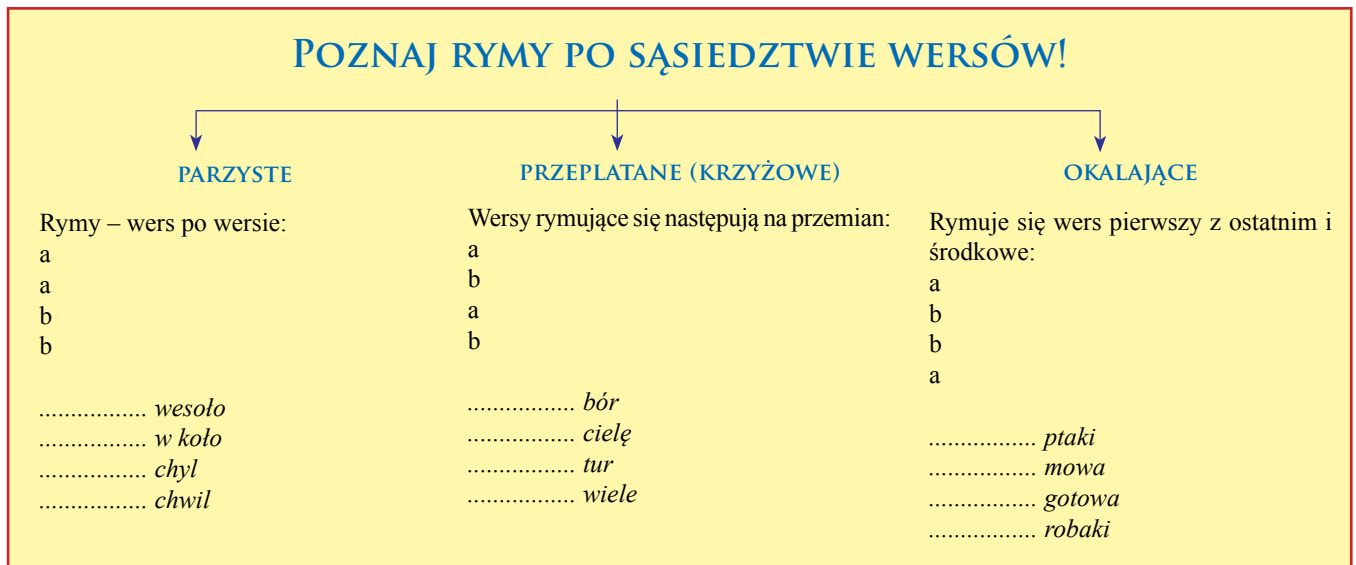 Poznaj rymy po sąsiedztwie wersów!
parzyste
Rymy – wers po wersie:
a
a
b
b
................. wesoło
................. w koło
................. chyl
................. chwil
przeplatane (krzyżowe)
Wersy rymujące się następują na przemian:
a
b
a
b
................. bór
................. cielę
................. tur
................. wiele
okalające
Rymuje się wers pierwszy z ostatnim i
środkowe:
a
b
b
a
................. ptaki
................. mowa
................. gotowa
................. robaki